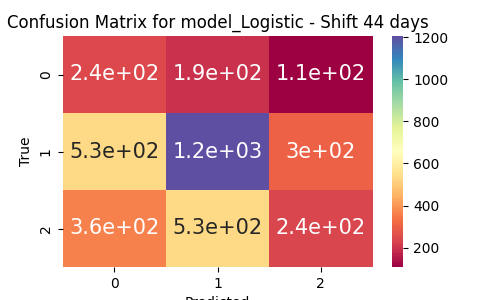 Confusion Matrix for model_Logistic - Shift 44 days
True
0 2.4e+02 1.9e+02 1.1e+02
1 5.3e+02 1.2e+03 3e+02
2 3.6e+02 5.3e+02 2.4e+02
0 1 2
Predicted
1200
1000
800
600
400
200